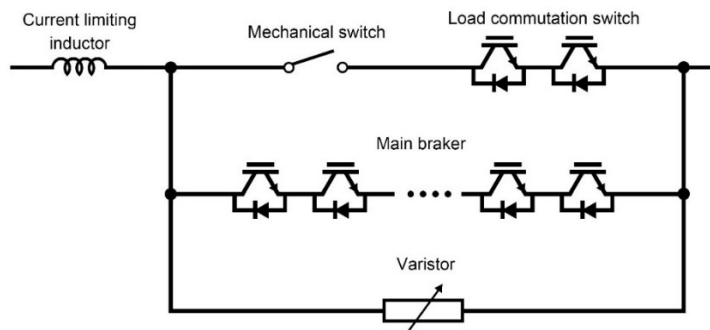 Current limiting
inductor
Mechanical switch
Load commutation switch
Main braker
Varistor